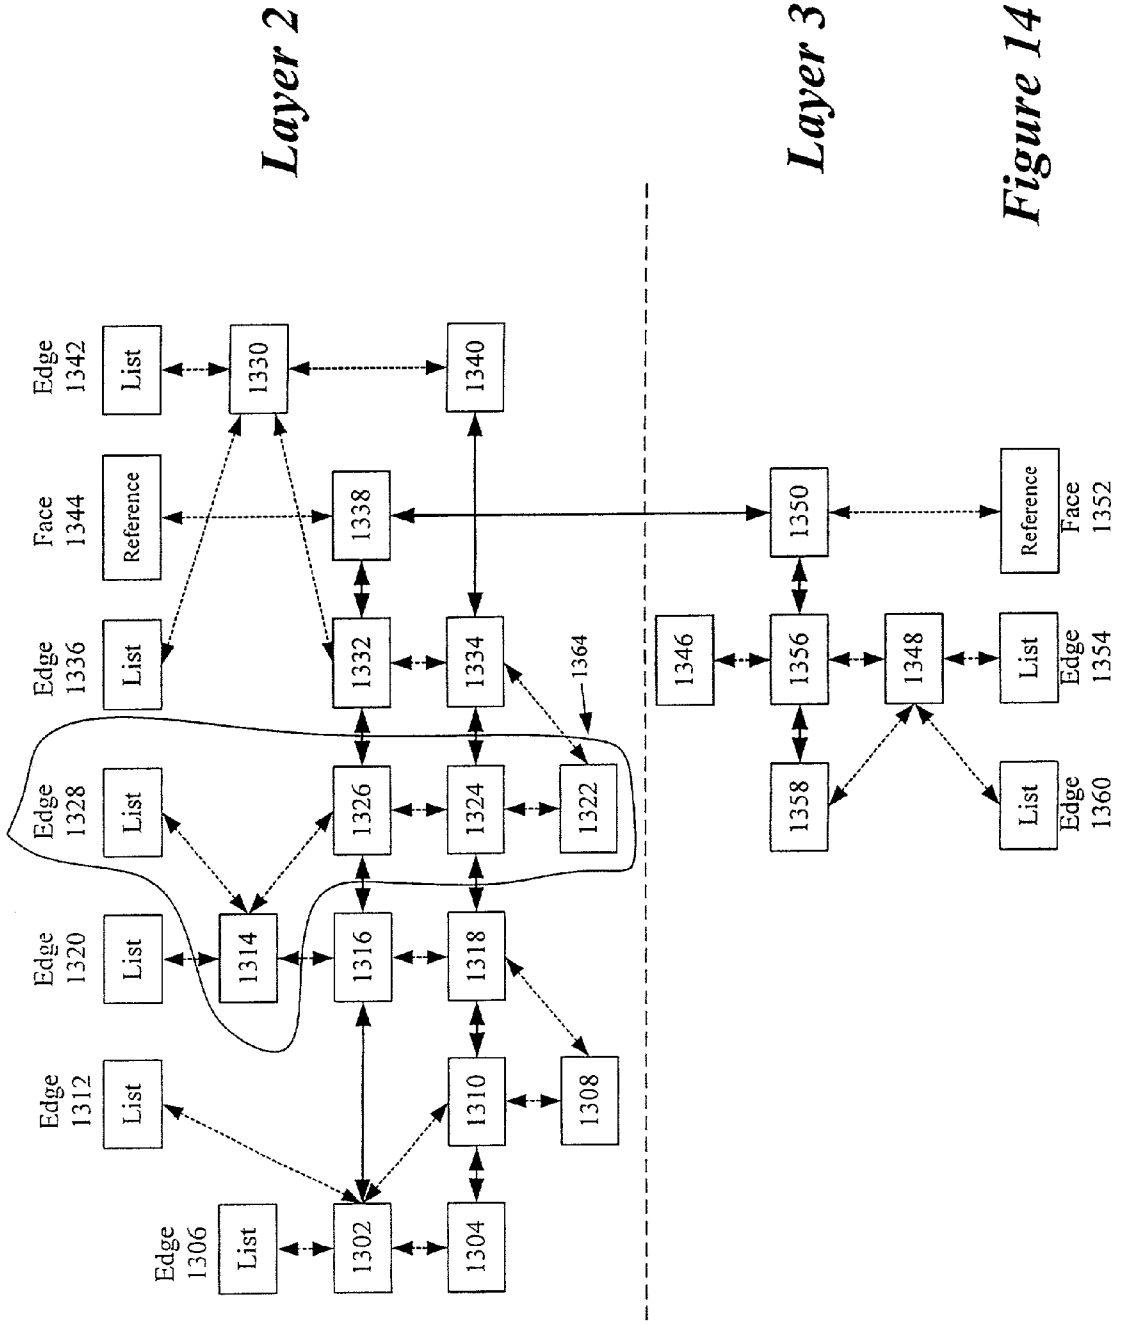 Layer 2
Edge
1306
List
1302
1304
Edge
1312
List
1310
1308
Edge
1320
List
1314
1316
1318
Edge
1328
List
1326
1324
1322
1364
Edge
1336
List
1332
1334
Face
1344
Reference
1338
Edge
1342
List
1330
1340
Layer 3
1358
List
Edge
1360
1346
1356
1348
List
Edge
1354
1350
Reference
Face
1352
Figure 14